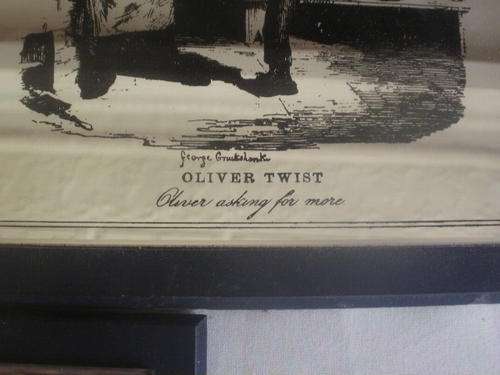 George Cruikshank
OLIVER TWIST
Oliver asking for more.